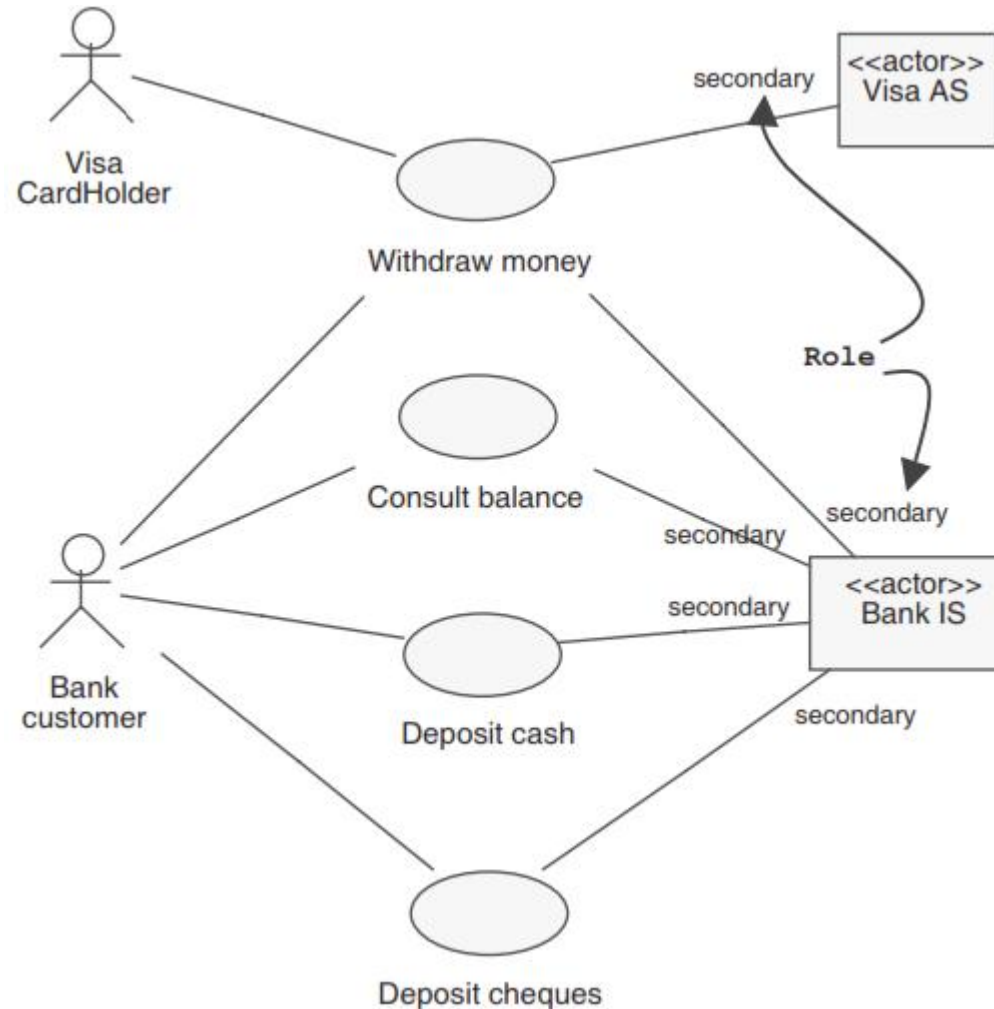 <<actor>>
Visa AS
secondary
Visa
CardHolder
Withdraw money
Role
Consult balance
secondary
secondary
<<actor>>
Bank IS
secondary
Bank
customer
secondary
Deposit cash
Deposit cheques